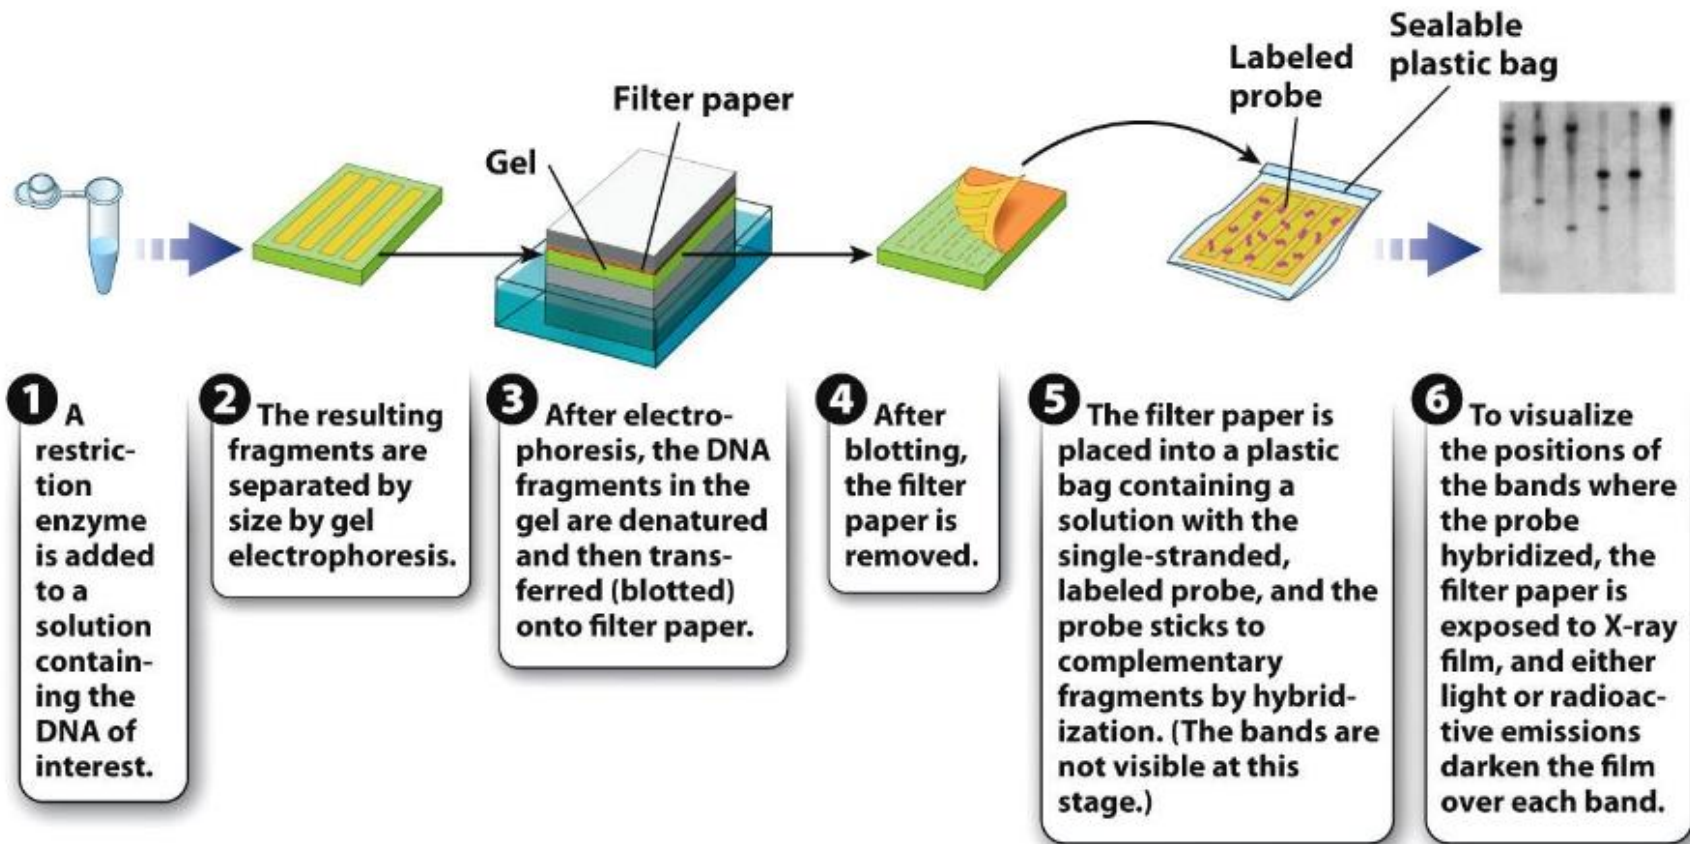 Sealable
plastic bag
Labeled
probe
Filter paper
Gel
1 A
restric-
tion
enzyme
is added
to a
solution
contain-
ing the
DNA of
interest.
2 The resulting
fragments are
separated by
size by gel
electrophoresis.
3 After electro-
phoresis, the DNA
fragments in the
gel are denatured
and then trans-
ferred (blotted)
onto filter paper.
4 After
blotting,
the filter
paper is
removed.
5 The filter paper is
placed into a plastic
bag containing a
solution with the
single-stranded,
labeled probe, and the
probe sticks to
complementary
fragments by hybrid-
ization. (The bands are
not visible at this
stage.)
6 To visualize
the positions of
the bands where
the probe
hybridized, the
filter paper is
exposed to X-ray
film, and either
light or radioac-
tive emissions
darken the film
over each band.